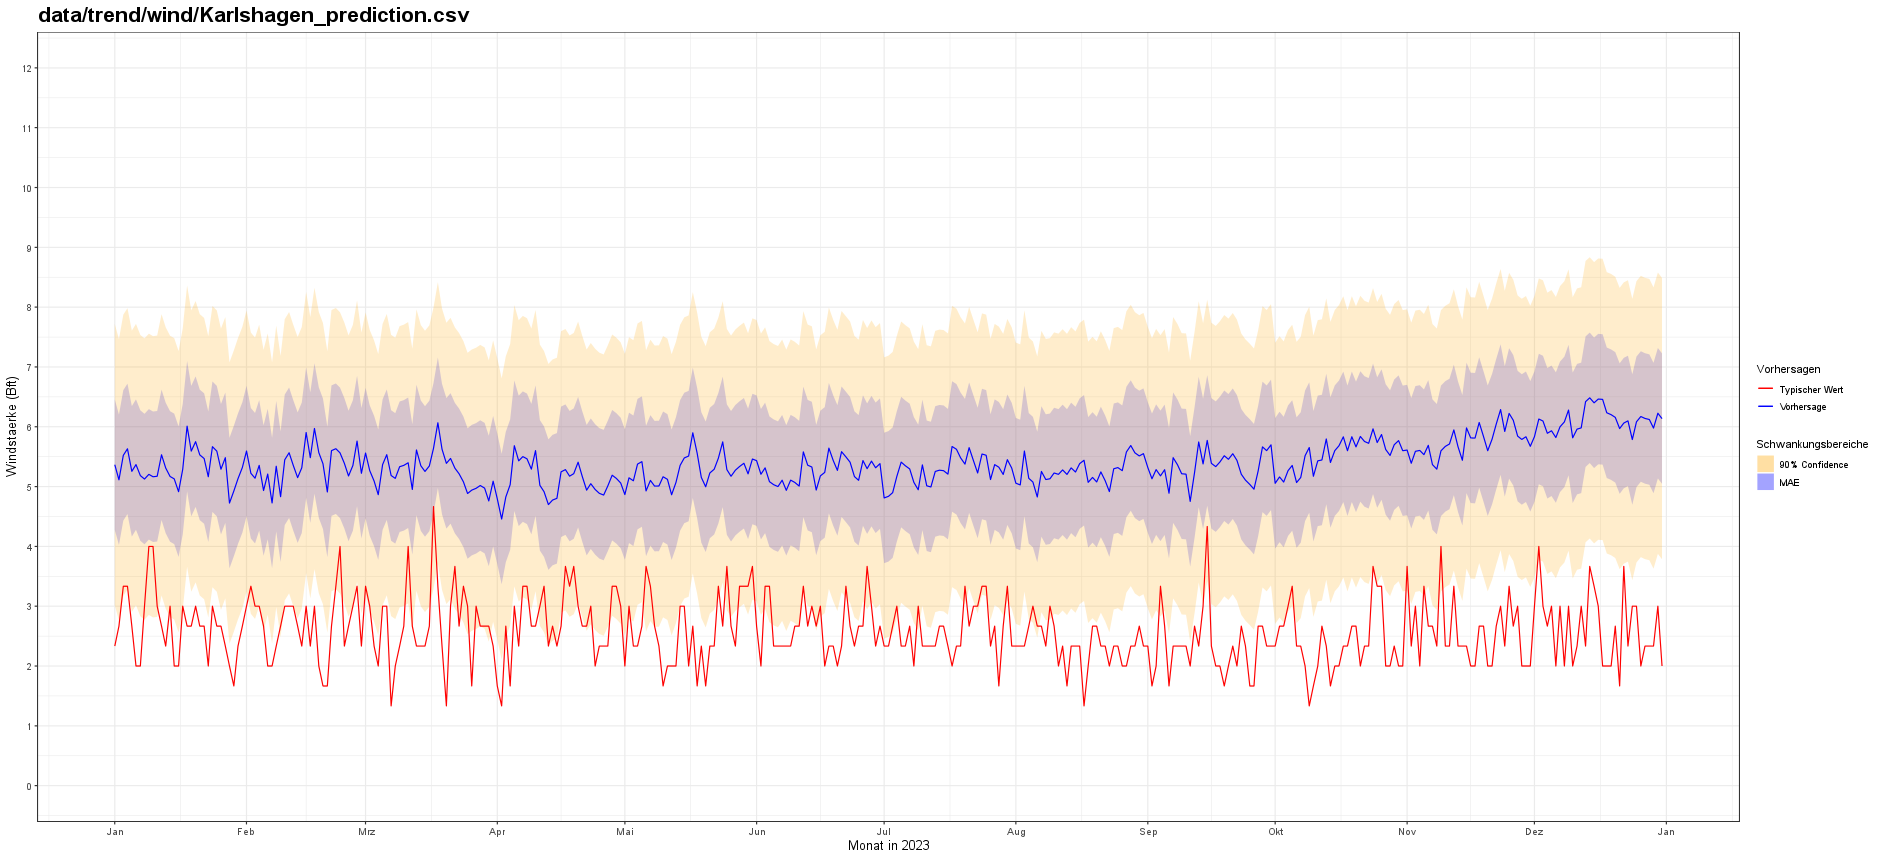 data/trend/wind/Karlshagen_prediction.csv
Windstaerke (Bft)
12
11
10
9
8
7
6
5
4
3
2
1
0
Jan Feb Mrz Apr Mai Jun Jul Aug Sep Okt Nov Dez Jan
Monat in 2023
Vorhersagen
Typischer Wert
Vorhersage
Schwankungsbereiche
90% Confidence
MAE